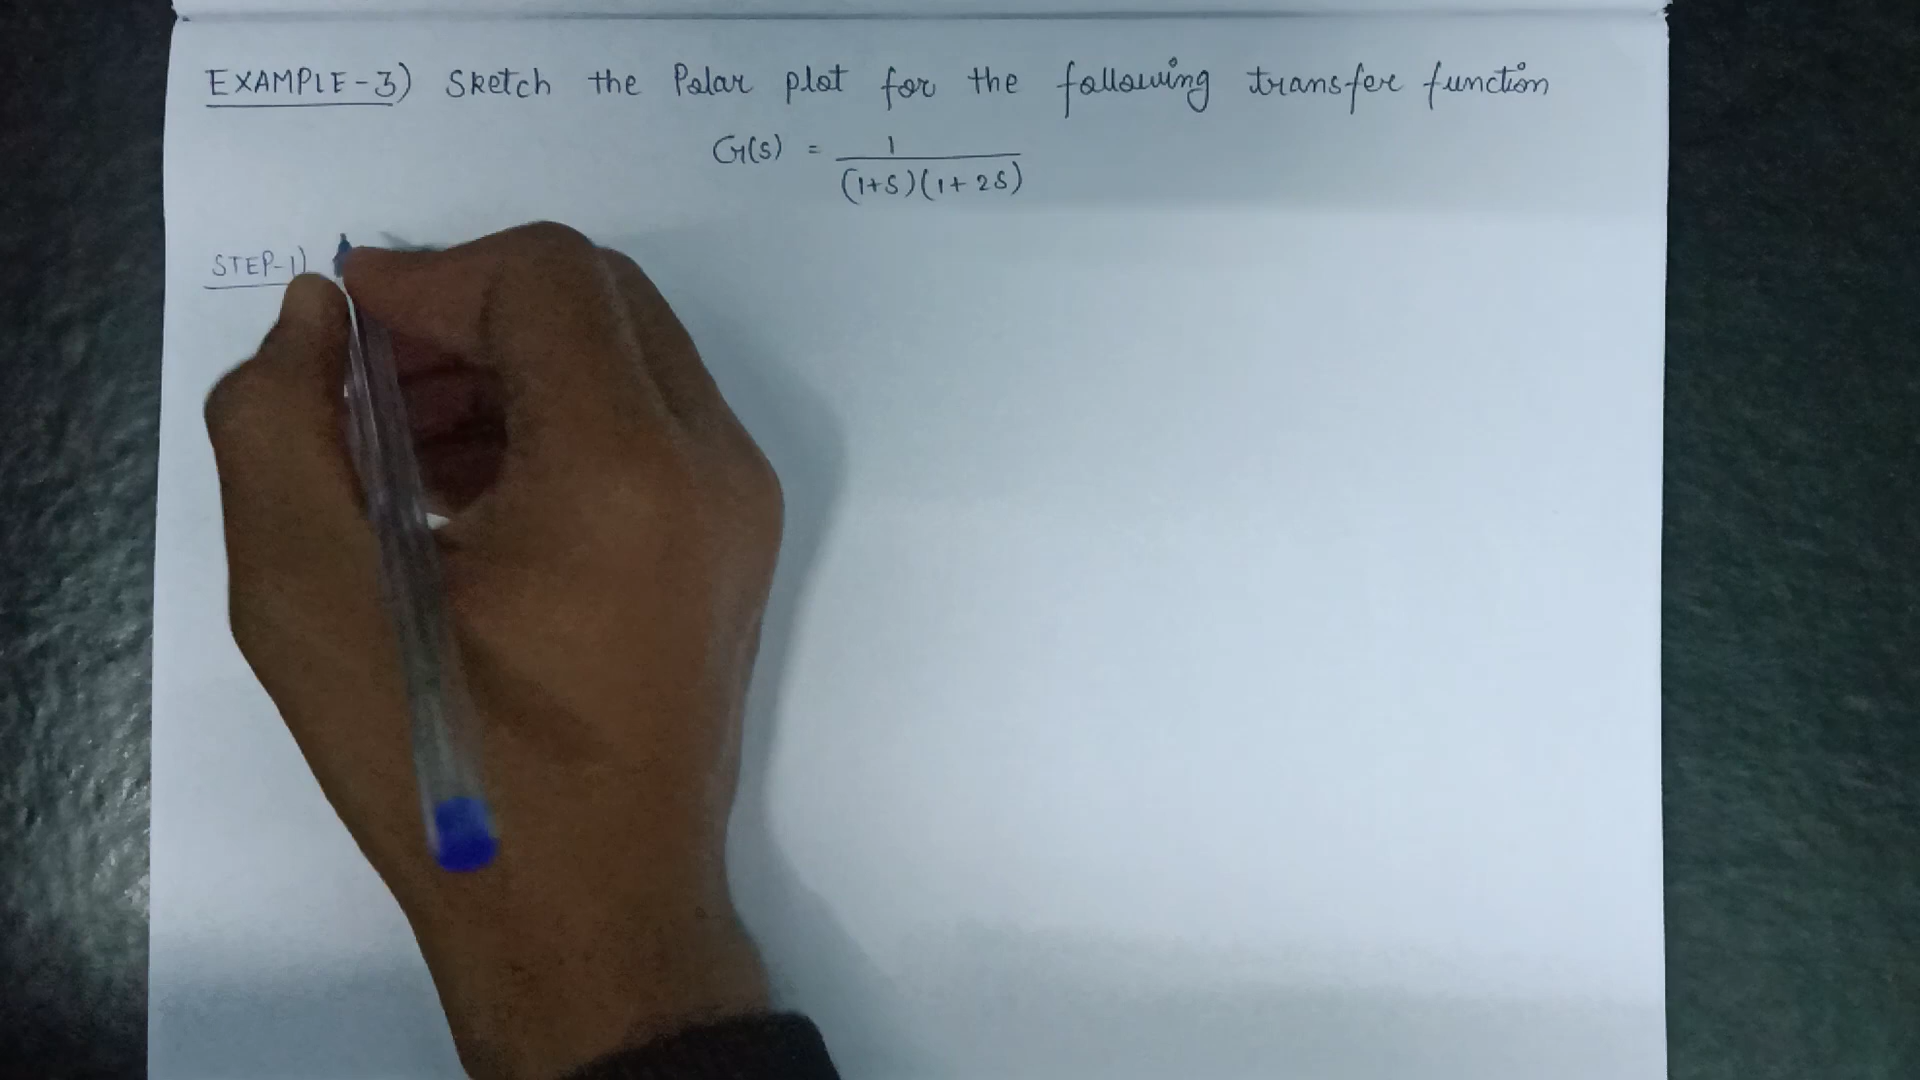 EXAMPLE-3) Sketch the Polar plot for the following transfer function
G(s) = 1 / (1+s)(1+2s)
STEP-1)